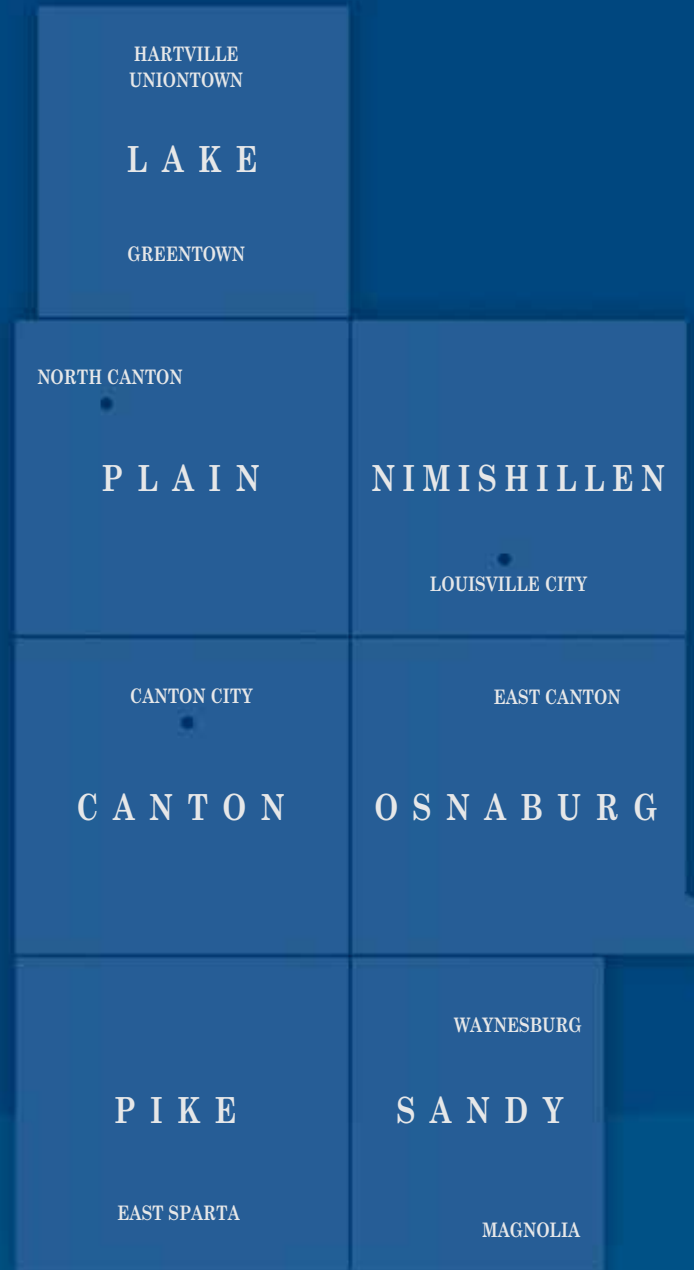 HARTVILLE
UNIONTOWN
LAKE
GREENTOWN
NORTH CANTON
PLAIN
NIMISHILLEN
LOUISVILLE CITY
CANTON CITY
EAST CANTON
CANTON
OSNABURG
WAYNESBURG
PIKE
SANDY
EAST SPARTA
MAGNOLIA